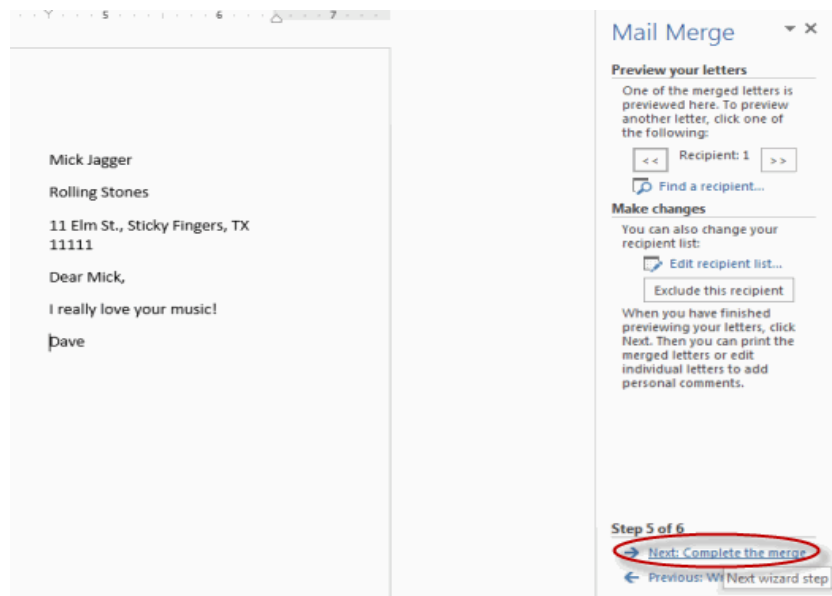 5 6 7
Mail Merge
Preview your letters
One of the merged letters is
previewed here. To preview
another letter, click one of
the following:
<< Recipient: 1 >>
Find a recipient...
Make changes
You can also change your
recipient list:
Edit recipient list...
Exclude this recipient
When you have finished
previewing your letters, click
Next. Then you can print the
merged letters or edit
individual letters to add
personal comments.
Step 5 of 6
Next: Complete the merge
Previous: W
Next wizard step
Mick Jagger
Rolling Stones
11 Elm St., Sticky Fingers, TX
11111
Dear Mick,
I really love your music!
Dave